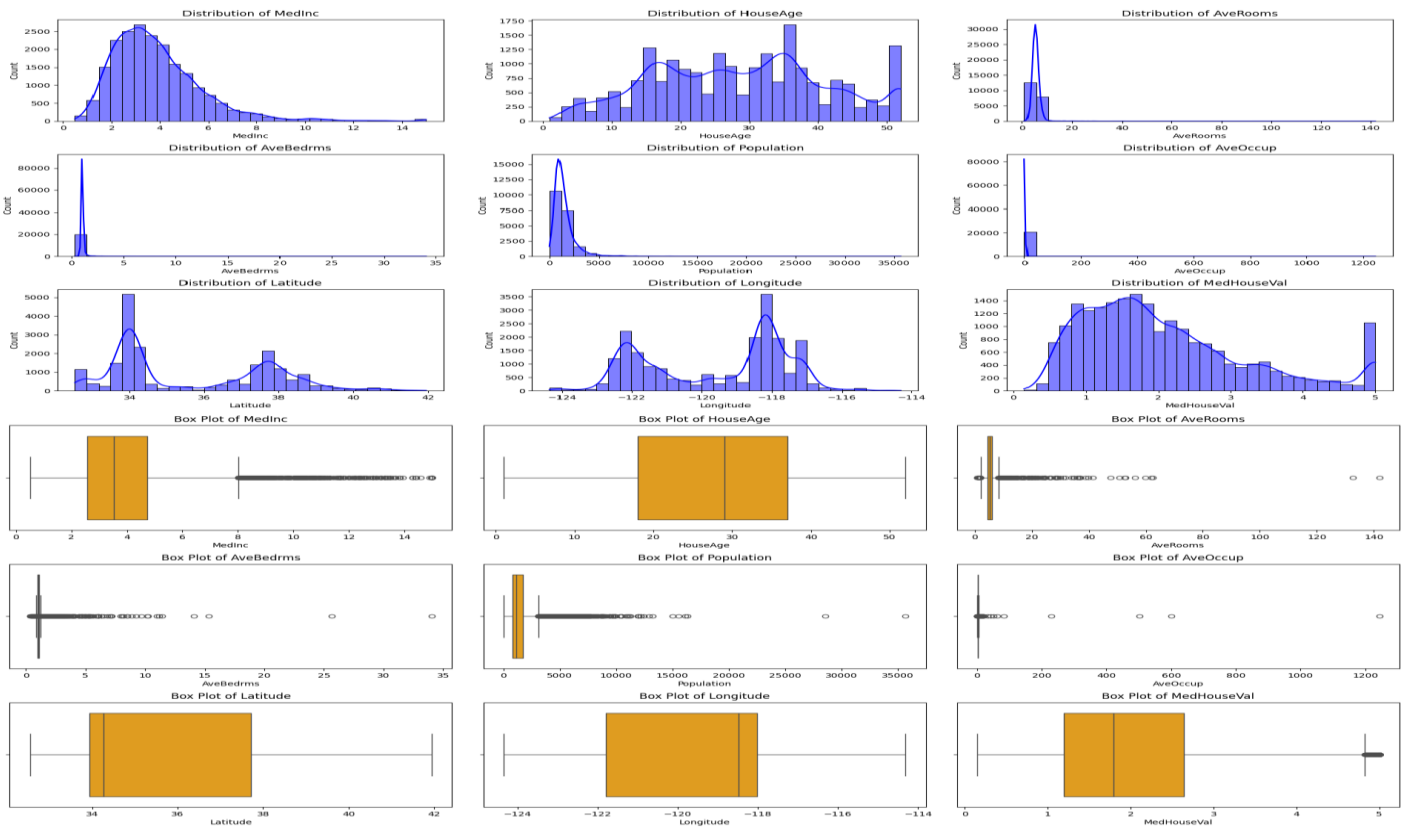 Distribution of MedInc Distribution of HouseAge Distribution of AveRooms
Count 2500 2000 1500 1000 500 0
0 2 4 6 8 10 12 14
MedInc
Count 1750 1500 1250 1000 750 500 250 0
0 10 20 30 40 50
HouseAge
Count 30000 25000 20000 15000 10000 5000 0
0 20 40 60 80 100 120 140
AveRooms
Distribution of AveBedrms Distribution of Population Distribution of AveOccup
Count 80000 60000 40000 20000 0
0 5 10 15 20 25 30 35
AveBedrms
Count 15000 12500 10000 7500 5000 2500 0
0 5000 10000 15000 20000 25000 30000 35000
Population
Count 80000 60000 40000 20000 0
0 200 400 600 800 1000 1200
AveOccup
Distribution of Latitude Distribution of Longitude Distribution of MedHouseVal
Count 5000 4000 3000 2000 1000 0
34 36 38 40 42
Latitude
Count 3500 3000 2500 2000 1500 1000 500 0
−124 −122 −120 −118 −116 −114
Longitude
Count 1400 1200 1000 800 600 400 200 0
0 1 2 3 4 5
MedHouseVal
Box Plot of MedInc Box Plot of HouseAge Box Plot of AveRooms
0 2 4 6 8 10 12 14
MedInc
0 10 20 30 40 50
HouseAge
0 20 40 60 80 100 120 140
AveRooms
Box Plot of AveBedrms Box Plot of Population Box Plot of AveOccup
0 5 10 15 20 25 30 35
AveBedrms
0 5000 10000 15000 20000 25000 30000 35000
Population
0 200 400 600 800 1000 1200
AveOccup
Box Plot of Latitude Box Plot of Longitude Box Plot of MedHouseVal
34 36 38 40 42
Latitude
−124 −122 −120 −118 −116 −114
Longitude
0 1 2 3 4 5
MedHouseVal